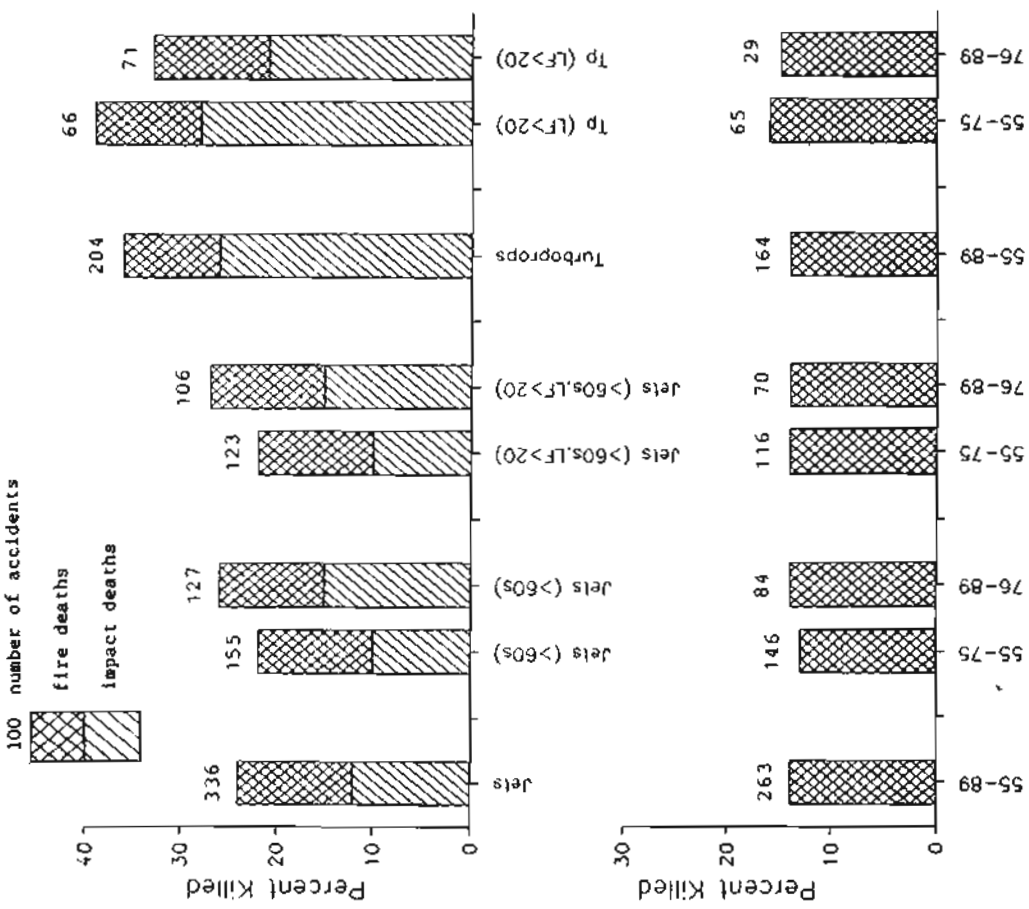 100 number of accidents
fire deaths
impact deaths
Percent Killed
40
30
20
10
0
336
155
127
123
106
204
66
71
Jets
Jets (>60s)
Jets (>60s)
Jets (>60s,LF>20)
Jets (>60s,LF>20)
Turboprops
Tp (LF>20)
Tp (LF>20)
Percent Killed
30
20
10
0
263
146
84
116
70
164
65
29
55-89
55-75
76-89
55-75
76-89
55-89
55-75
76-89